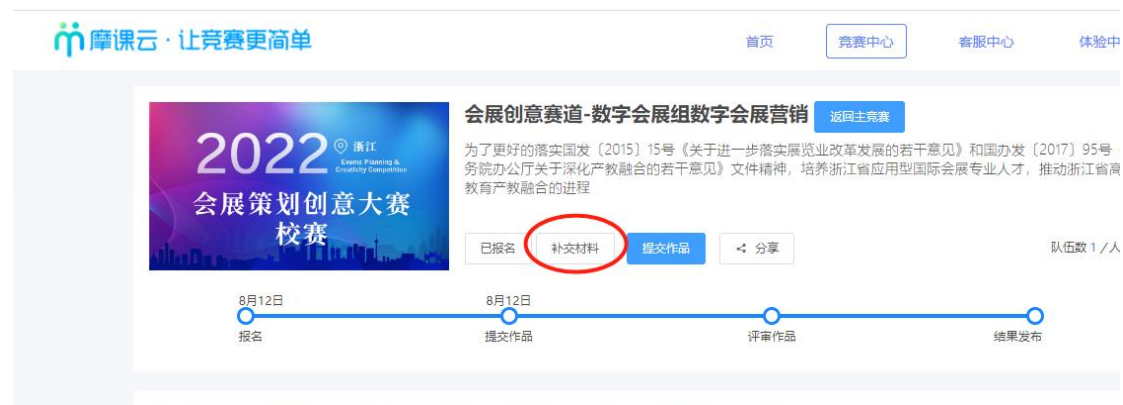 摩课云·让竞赛更简单
首页
竞赛中心
客服中心
体验中
2022
浙江
Events Planning &
Creativity Competition
会展策划创意大赛
校赛
会展创意赛道-数字会展组数字会展营销
返回主竞赛
为了更好的落实国发〔2015〕15号《关于进一步落实展览业改革发展的若干意见》和国办发〔2017〕95号
务院办公厅关于深化产教融合的若干意见》文件精神，培养浙江省应用型国际会展专业人才，推动浙江省高
教育产教融合的进程
已报名
补交材料
提交作品
分享
队伍数 1 / 人
8月12日
8月12日
报名
提交作品
评审作品
结果发布